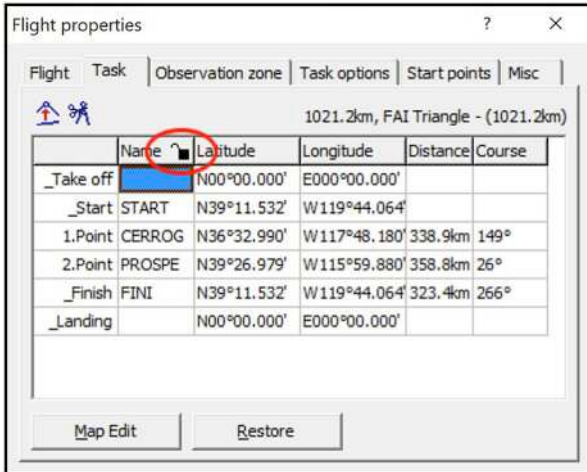 Flight properties ? ×
Flight Task Observation zone Task options Start points Misc
1021.2km, FAI Triangle - (1021.2km)
Name Latitude Longitude Distance Course
_Take off N00°00.000' E000°00.000'
_Start START N39°11.532' W119°44.064'
1.Point CERROG N36°32.990' W117°48.180' 338.9km 149°
2.Point PROSPE N39°26.979' W115°59.880' 358.8km 26°
_Finish FINI N39°11.532' W119°44.064' 323.4km 266°
_Landing N00°00.000' E000°00.000'
Map Edit Restore